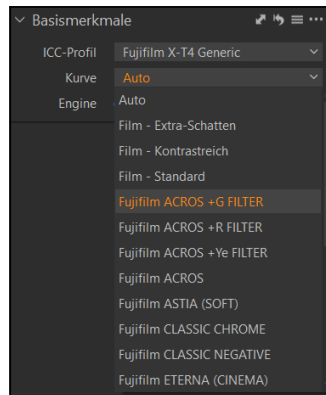 Basismerkmale
ICC-Profil Fujifilm X-T4 Generic
Kurve Auto
Engine Auto
Film - Extra-Schatten
Film - Kontrastreich
Film - Standard
Fujifilm ACROS +G FILTER
Fujifilm ACROS +R FILTER
Fujifilm ACROS +Ye FILTER
Fujifilm ACROS
Fujifilm ASTIA (SOFT)
Fujifilm CLASSIC CHROME
Fujifilm CLASSIC NEGATIVE
Fujifilm ETERNA (CINEMA)